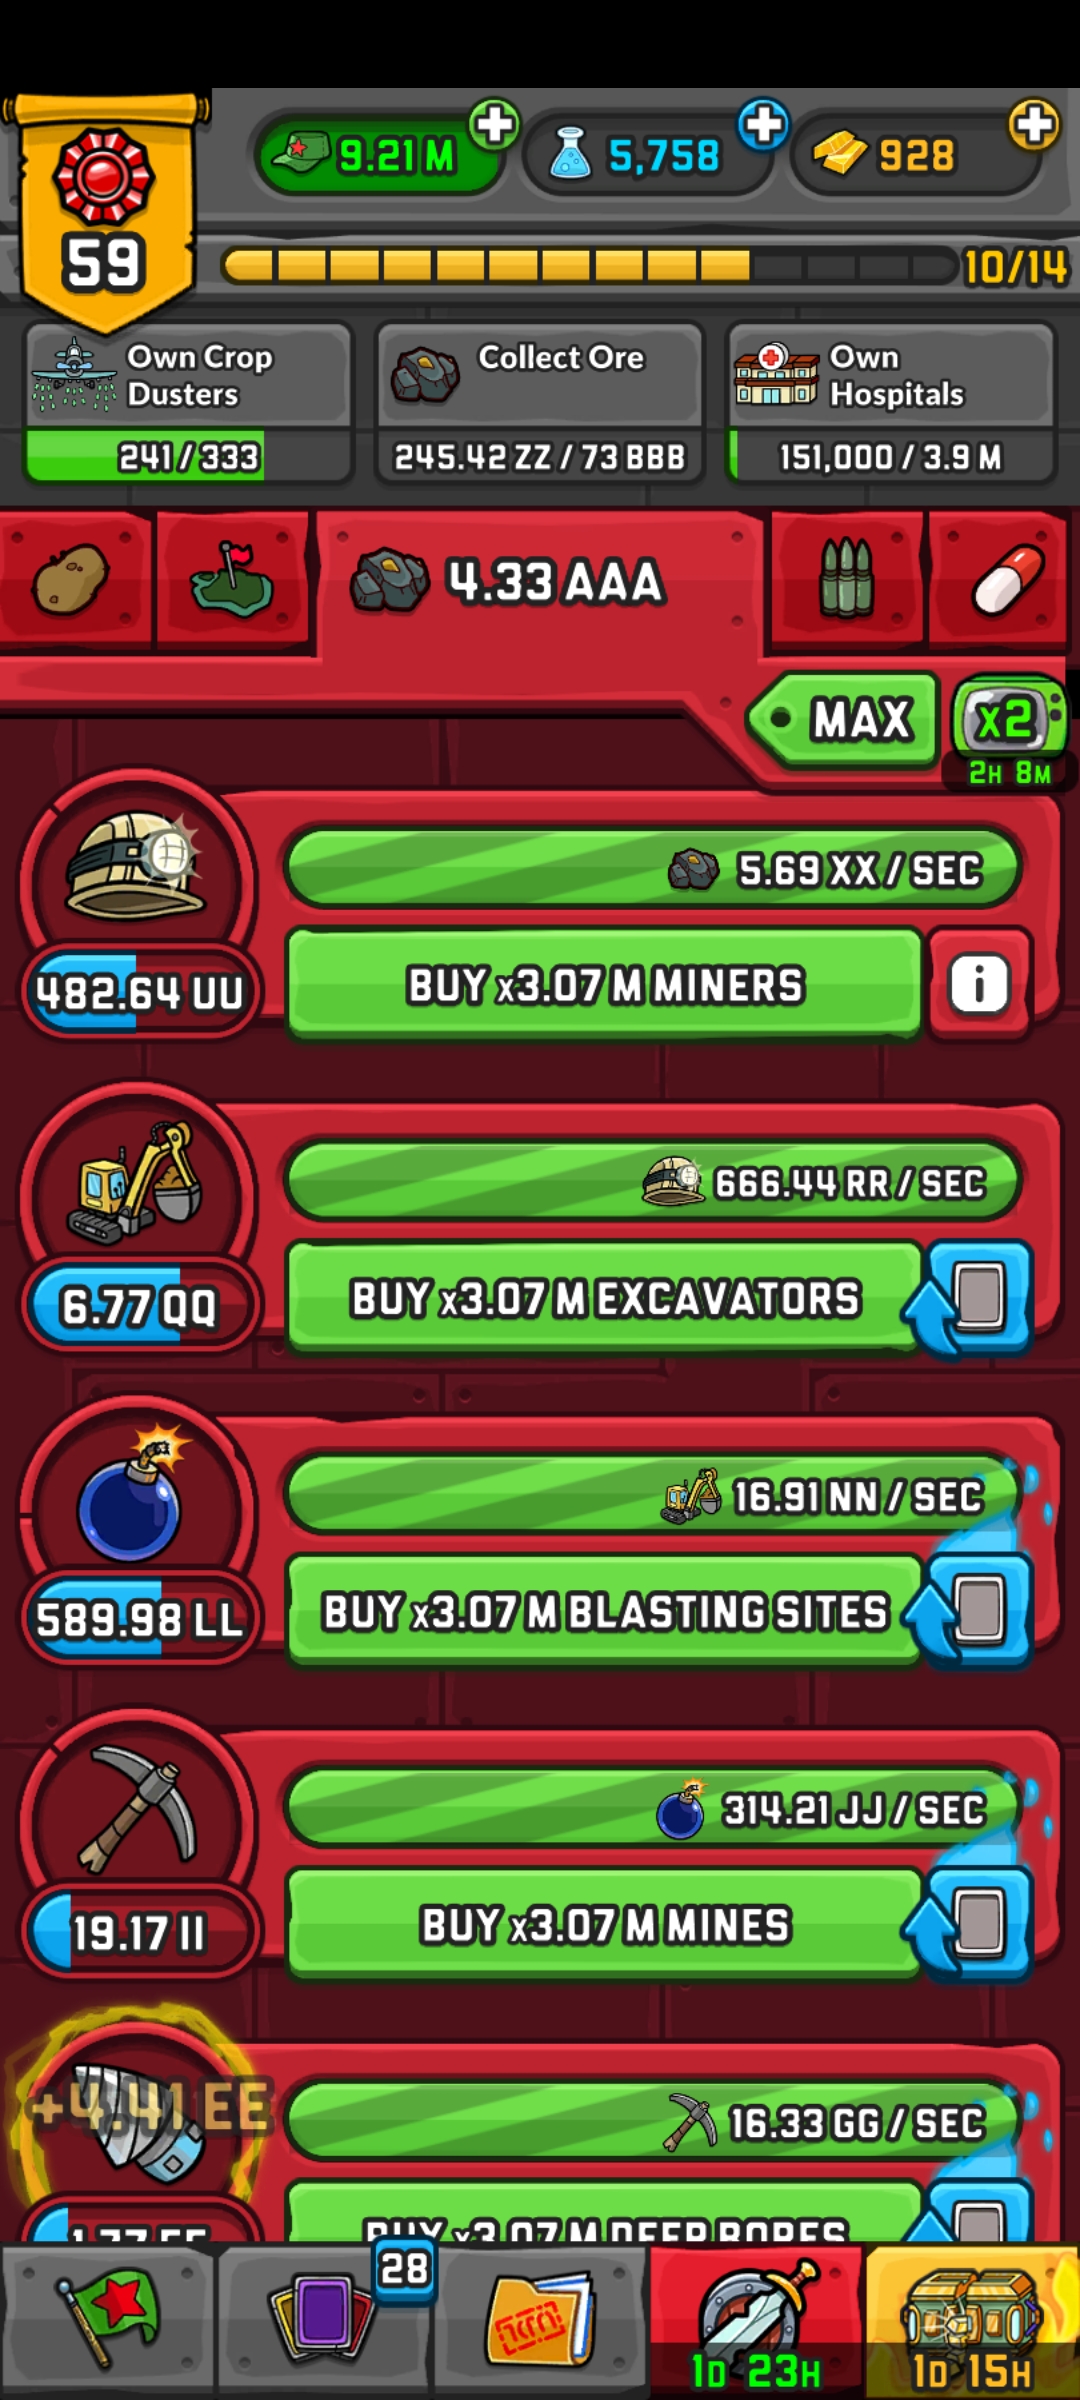 9.21 M
5,758
928
59
10/14
Own Crop
Dusters
241 / 333
Collect Ore
245.42 ZZ / 73 BBB
Own
Hospitals
151,000 / 3.9 M
4.33 AAA
MAX
x2
2H 8M
5.69 XX / SEC
482.64 UU
BUY x3.07 M MINERS
i
666.44 RR / SEC
6.77 QQ
BUY x3.07 M EXCAVATORS
16.91 NN / SEC
589.98 LL
BUY x3.07 M BLASTING SITES
314.21 JJ / SEC
19.17 II
BUY x3.07 M MINES
+4.41 EE
16.33 GG / SEC
BUY x3.07 M DEEP BORES
28
1D 23H
1D 15H